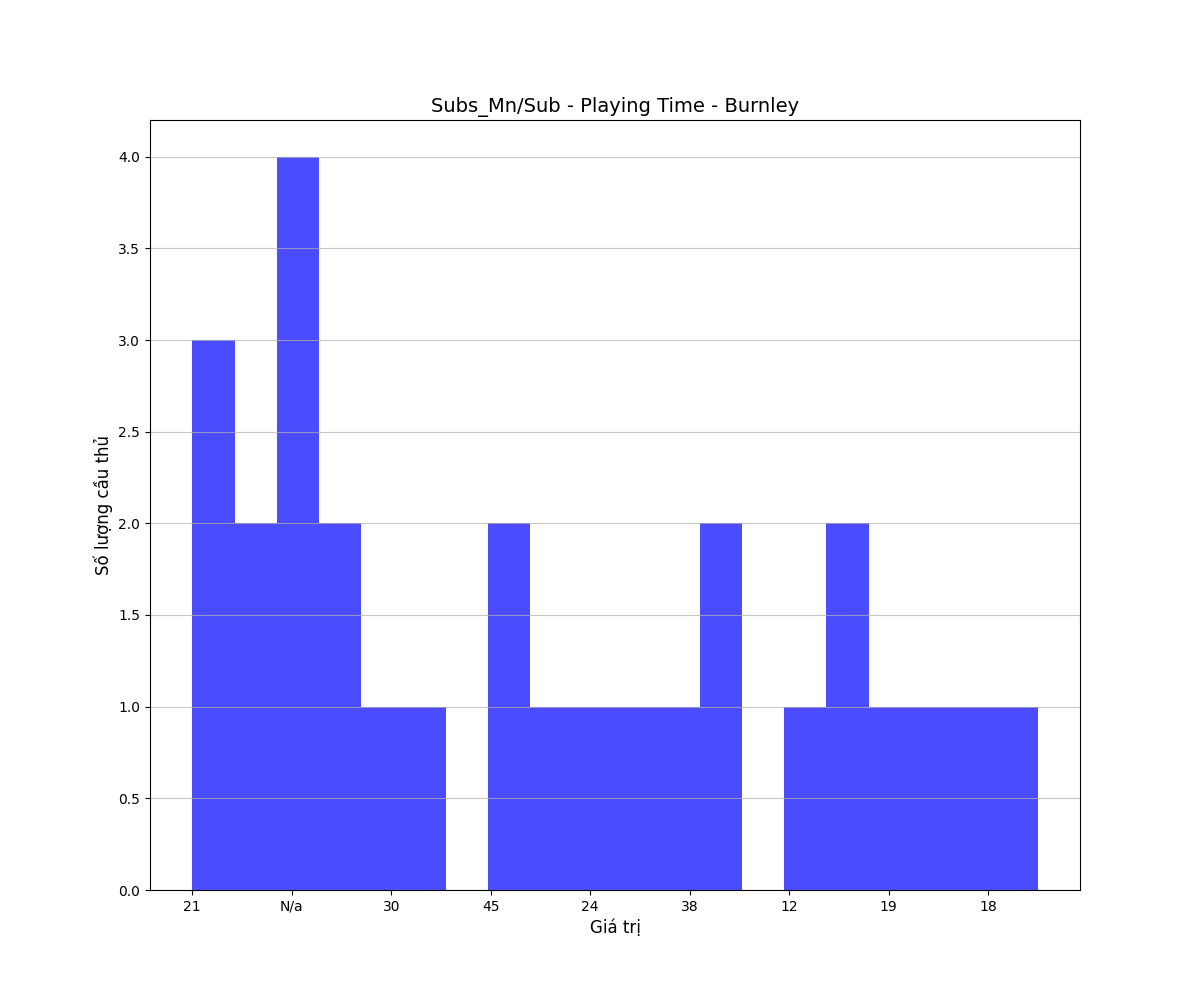 Subs_Mn/Sub - Playing Time - Burnley
Số lượng cầu thủ
4.0
3.5
3.0
2.5
2.0
1.5
1.0
0.5
0.0
21 N/a 30 45 24 38 12 19 18
Giá trị